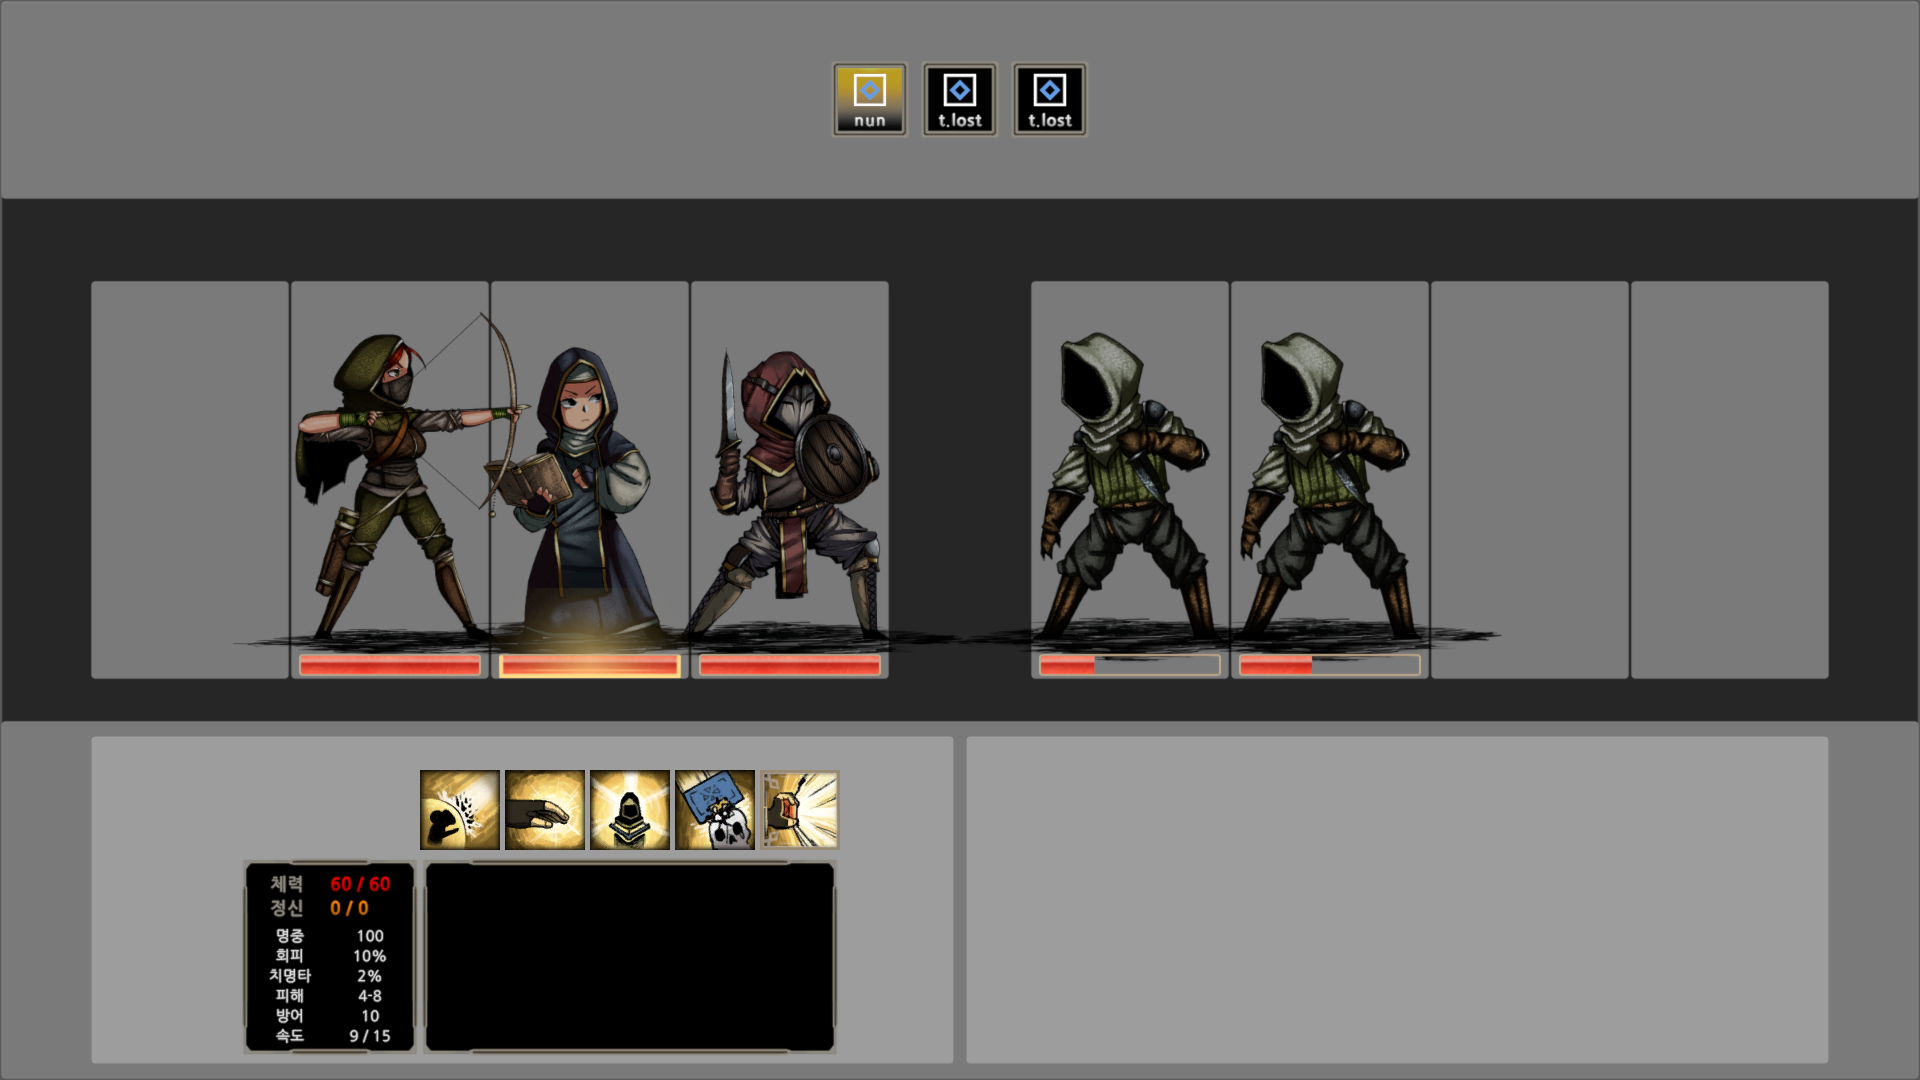 nun
t.lost
t.lost
체력 60 / 60
정신 0 / 0
명중 100
회피 10%
치명타 2%
피해 4-8
방어 10
속도 9 / 15